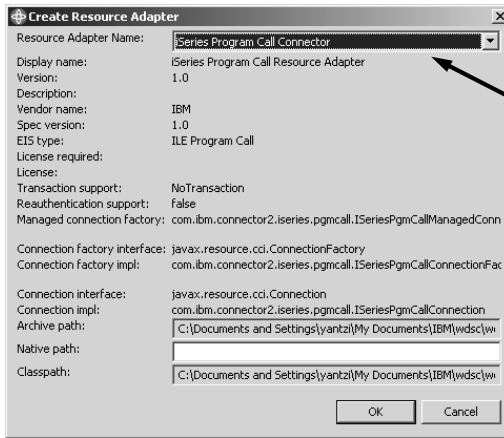 Create Resource Adapter
Resource Adapter Name: iSeries Program Call Connector
Display name: iSeries Program Call Resource Adapter
Version: 1.0
Description:
Vendor name: IBM
Spec version: 1.0
EIS type: ILE Program Call
License required:
License:
Transaction support: NoTransaction
Reauthentication support: false
Managed connection factory: com.ibm.connector2.iseries.pgmcall.ISeriesPgmCallManagedConn
Connection factory interface: javax.resource.cci.ConnectionFactory
Connection factory impl: com.ibm.connector2.iseries.pgmcall.ISeriesPgmCallConnectionFac
Connection interface: javax.resource.cci.Connection
Connection impl: com.ibm.connector2.iseries.pgmcall.ISeriesPgmCallConnection
Archive path: C:\Documents and Settings\yantzi\My Documents\IBM\wdsc\w
Native path:
Classpath: C:\Documents and Settings\yantzi\My Documents\IBM\wdsc\w
OK Cancel